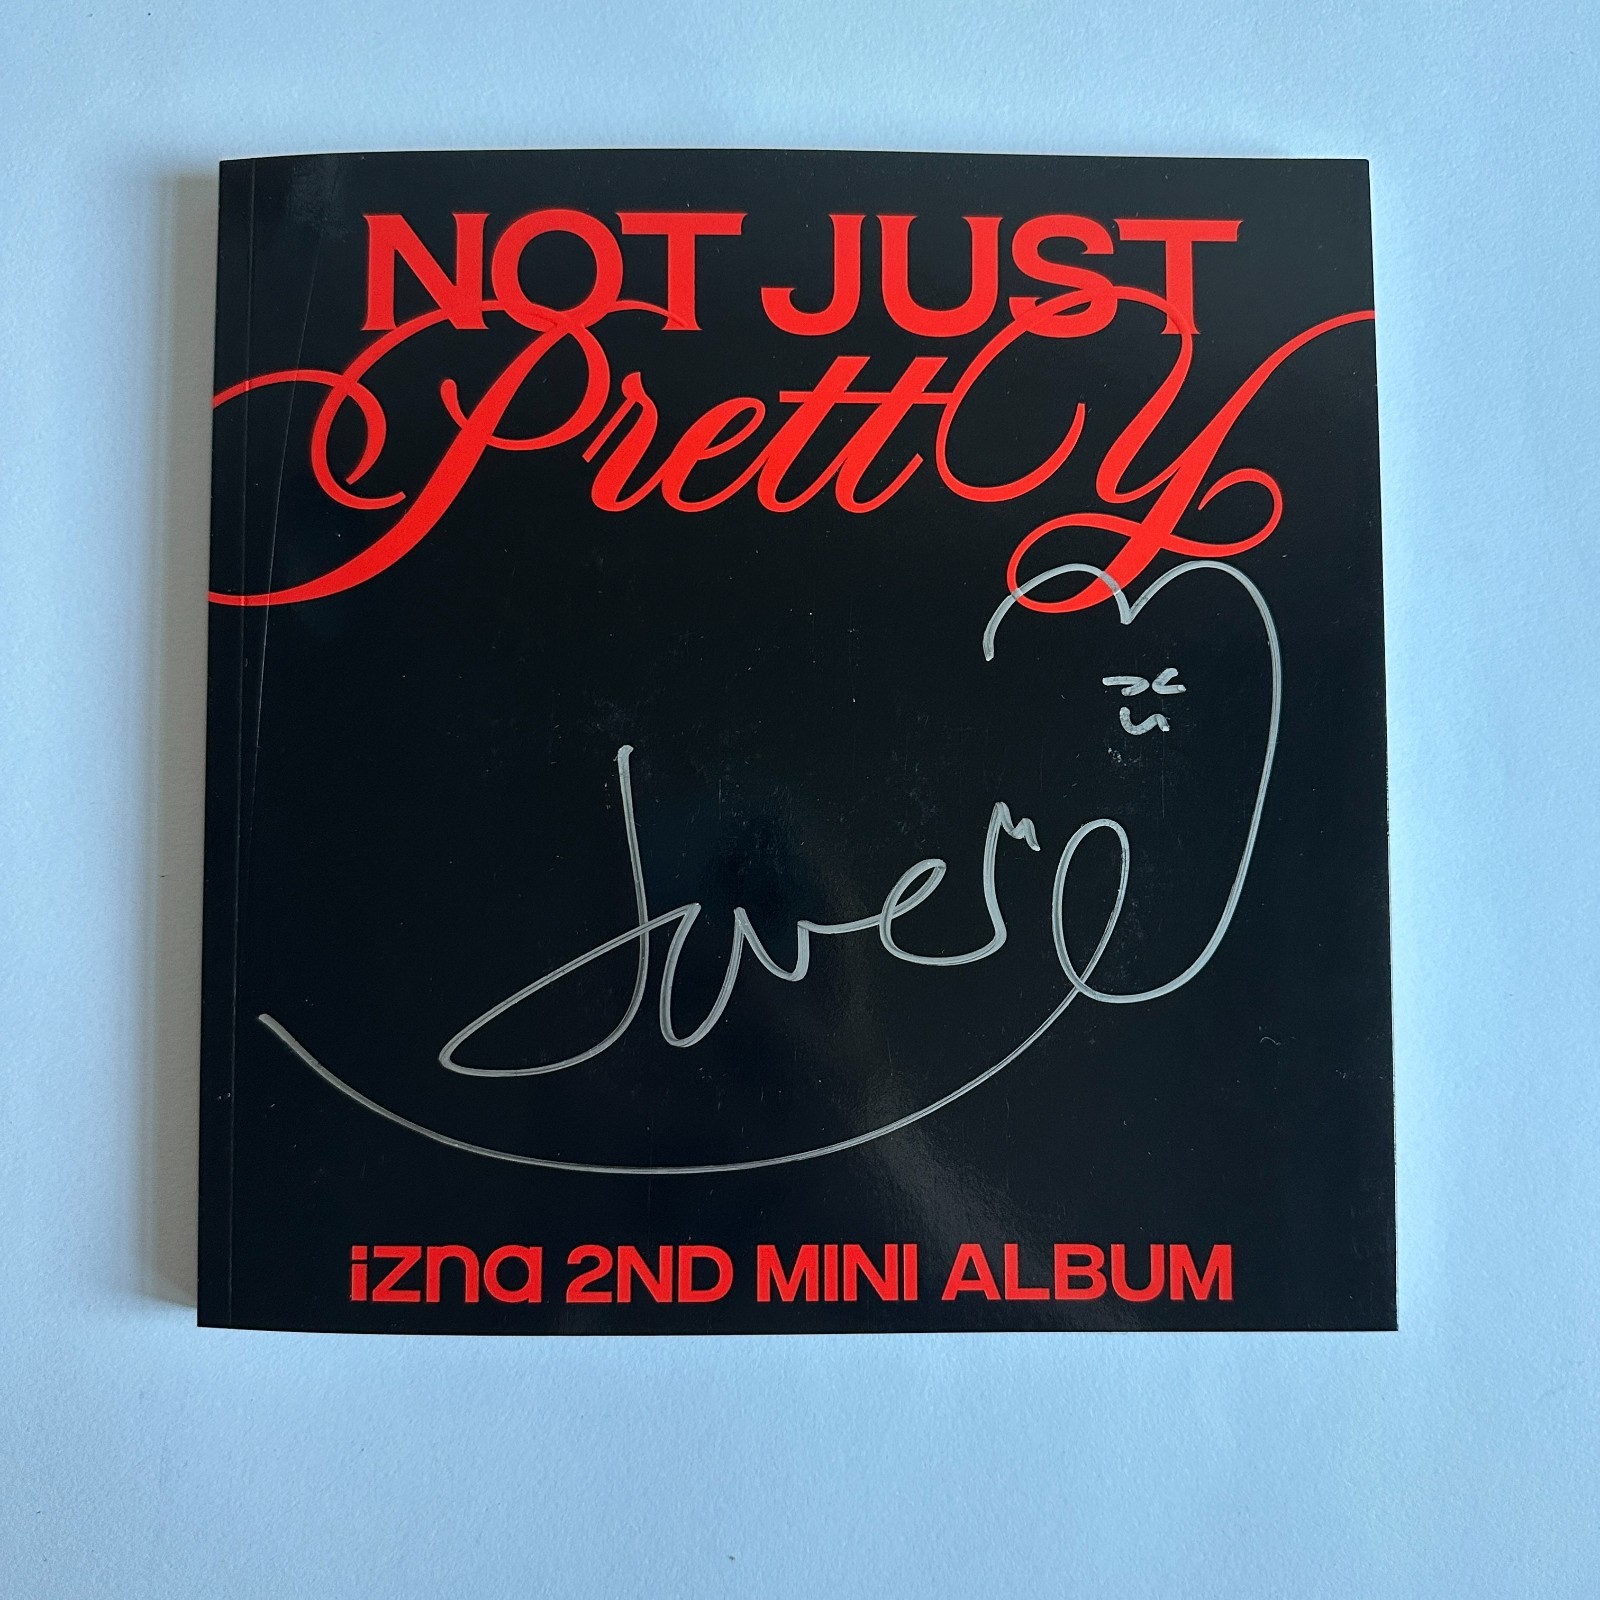 NOT JUST
Pretty
izna 2ND MINI ALBUM